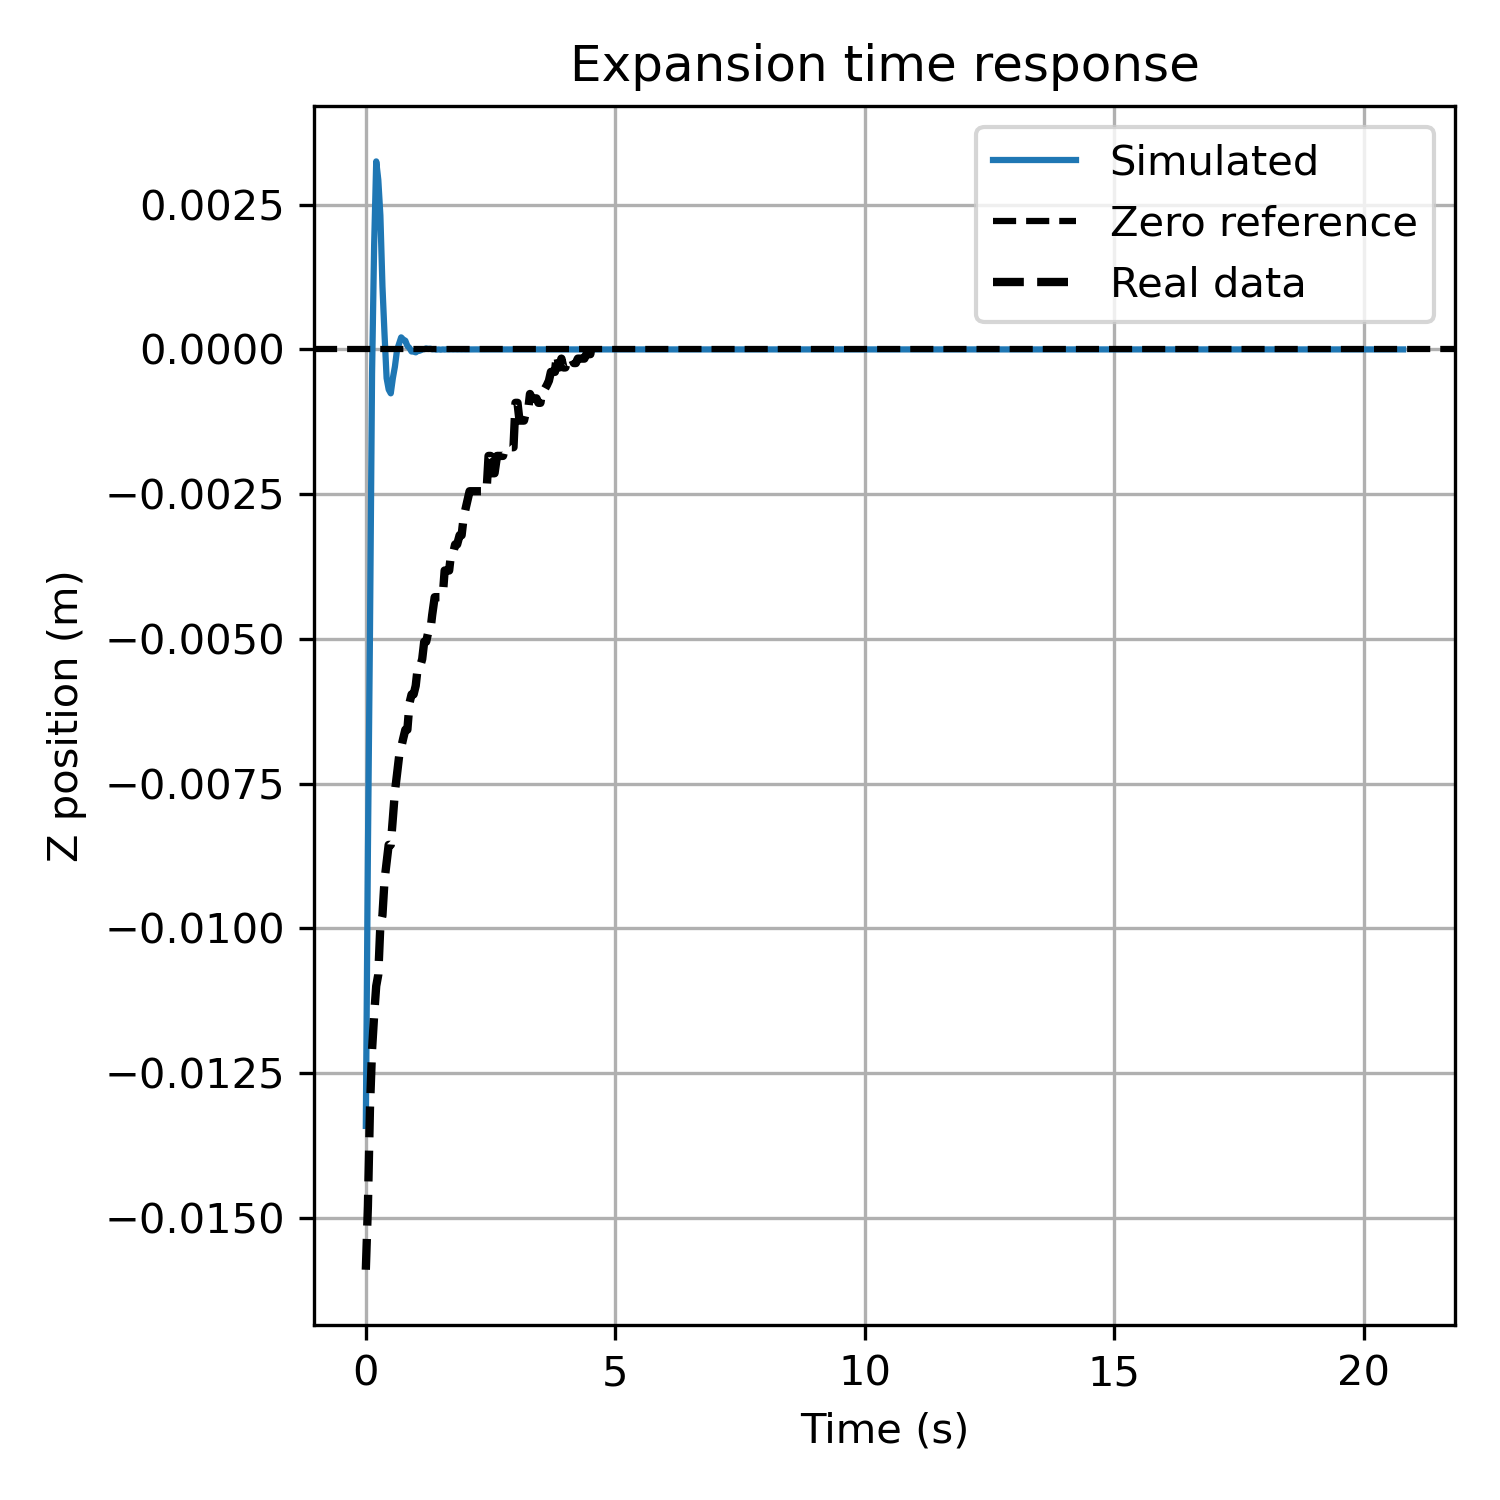 Expansion time response
Simulated
Zero reference
Real data
0.0025
0.0000
−0.0025
−0.0050
−0.0075
−0.0100
−0.0125
−0.0150
Z position (m)
0 5 10 15 20
Time (s)